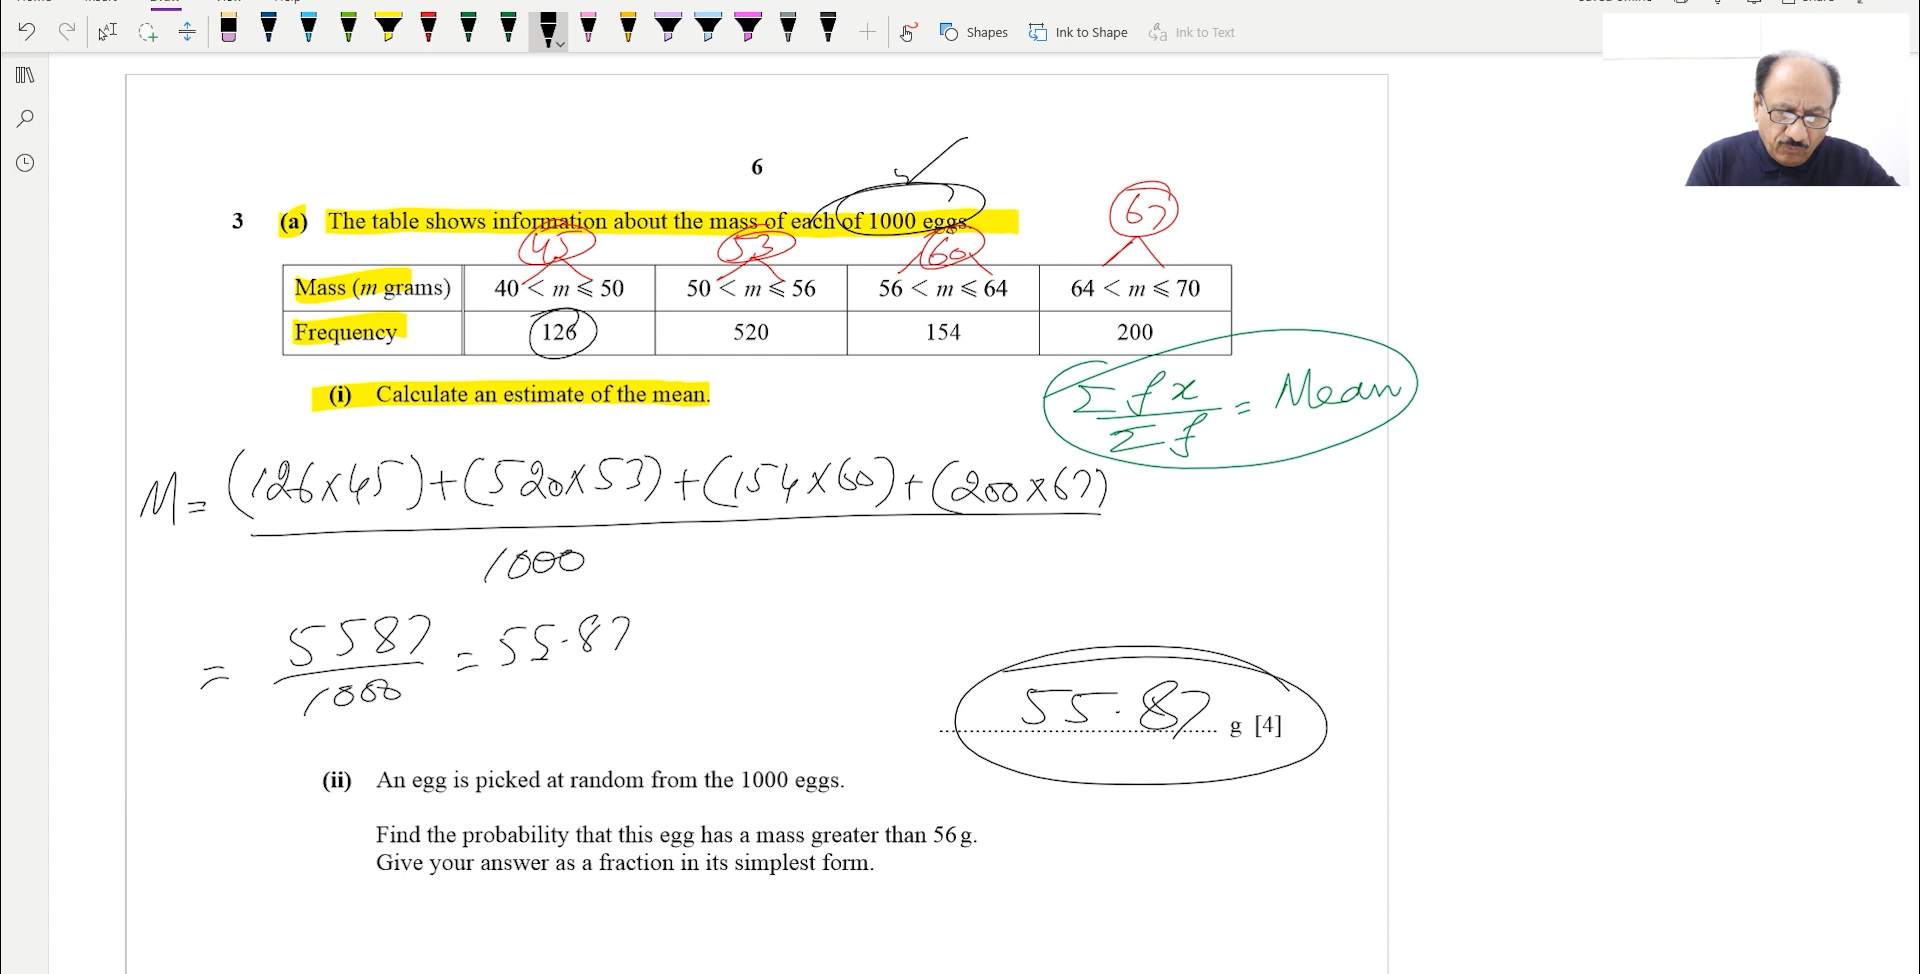 Shapes Ink to Shape Ink to Text
6
3 (a) The table shows information about the mass of each of 1000 eggs.
45 53 60 67
Mass (m grams) 40 < m ⩽ 50 50 < m ⩽ 56 56 < m ⩽ 64 64 < m ⩽ 70
Frequency 126 520 154 200
(i) Calculate an estimate of the mean.
Σfx/Σf = Mean
M = (126×45)+(520×53)+(154×60)+(200×67)
1000
= 5587/1000 = 55.87
55.87 g [4]
(ii) An egg is picked at random from the 1000 eggs.
Find the probability that this egg has a mass greater than 56 g.
Give your answer as a fraction in its simplest form.